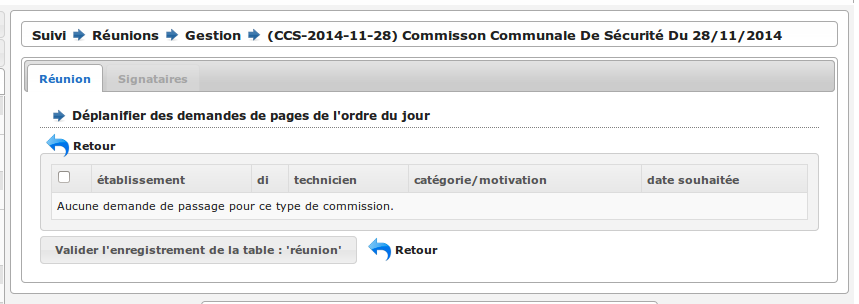 Suivi Réunions Gestion (CCS-2014-11-28) Commisson Communale De Sécurité Du 28/11/2014
Réunion Signataires
Déplanifier des demandes de pages de l'ordre du jour
Retour
établissement di technicien catégorie/motivation date souhaitée
Aucune demande de passage pour ce type de commission.
Valider l'enregistrement de la table : 'réunion' Retour